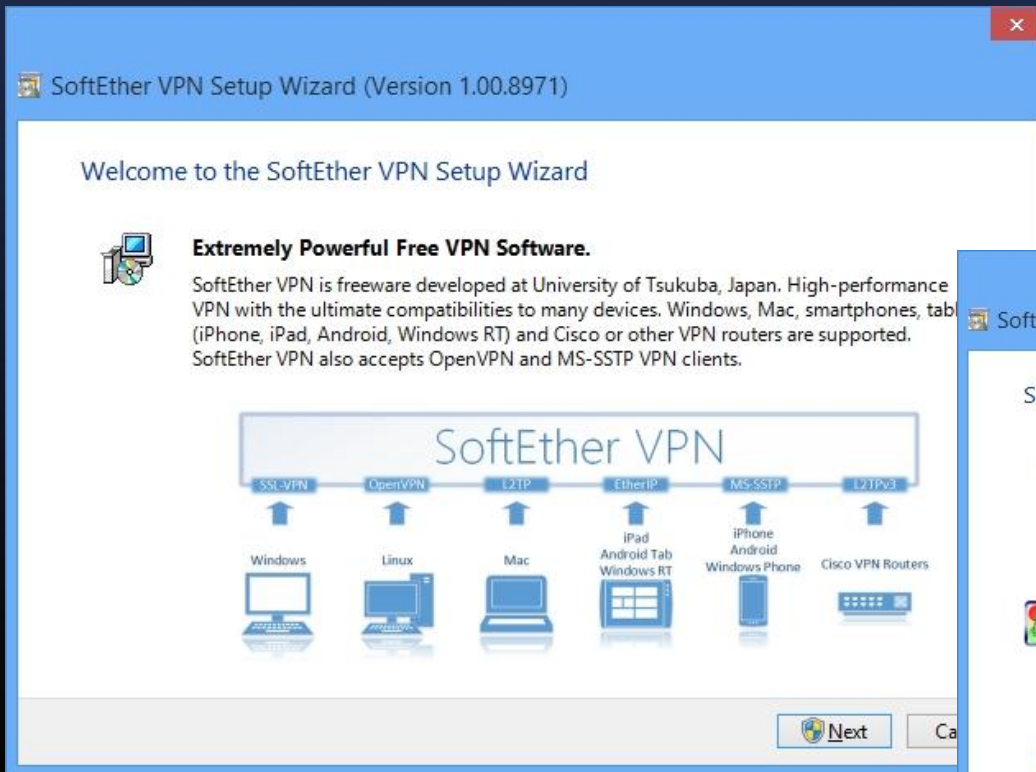 SoftEther VPN Setup Wizard (Version 1.00.8971)
Welcome to the SoftEther VPN Setup Wizard
Extremely Powerful Free VPN Software.
SoftEther VPN is freeware developed at University of Tsukuba, Japan. High-performance
VPN with the ultimate compatibilities to many devices. Windows, Mac, smartphones, tabl
(iPhone, iPad, Android, Windows RT) and Cisco or other VPN routers are supported.
SoftEther VPN also accepts OpenVPN and MS-SSTP VPN clients.
SoftEther VPN
SSL-VPN OpenVPN L2TP EtherIP MS-SSTP L2TPv3
Windows
Linux
Mac
iPad
Android Tab
Windows RT
iPhone
Android
Windows Phone
Cisco VPN Routers
Next
Ca
Soft
S